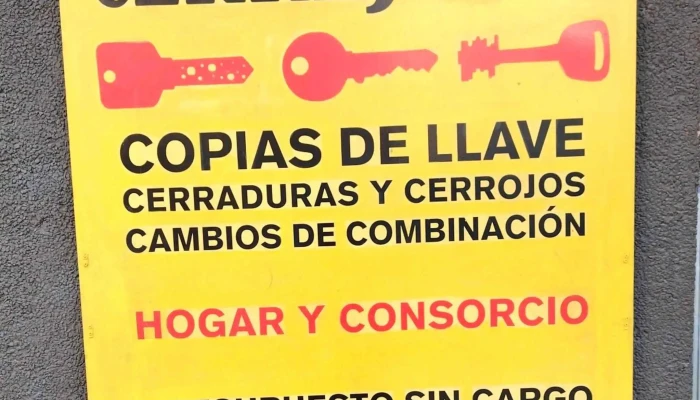 COPIAS DE LLAVE
CERRADURAS Y CERROJOS
CAMBIOS DE COMBINACIÓN
HOGAR Y CONSORCIO
SIN CARGO